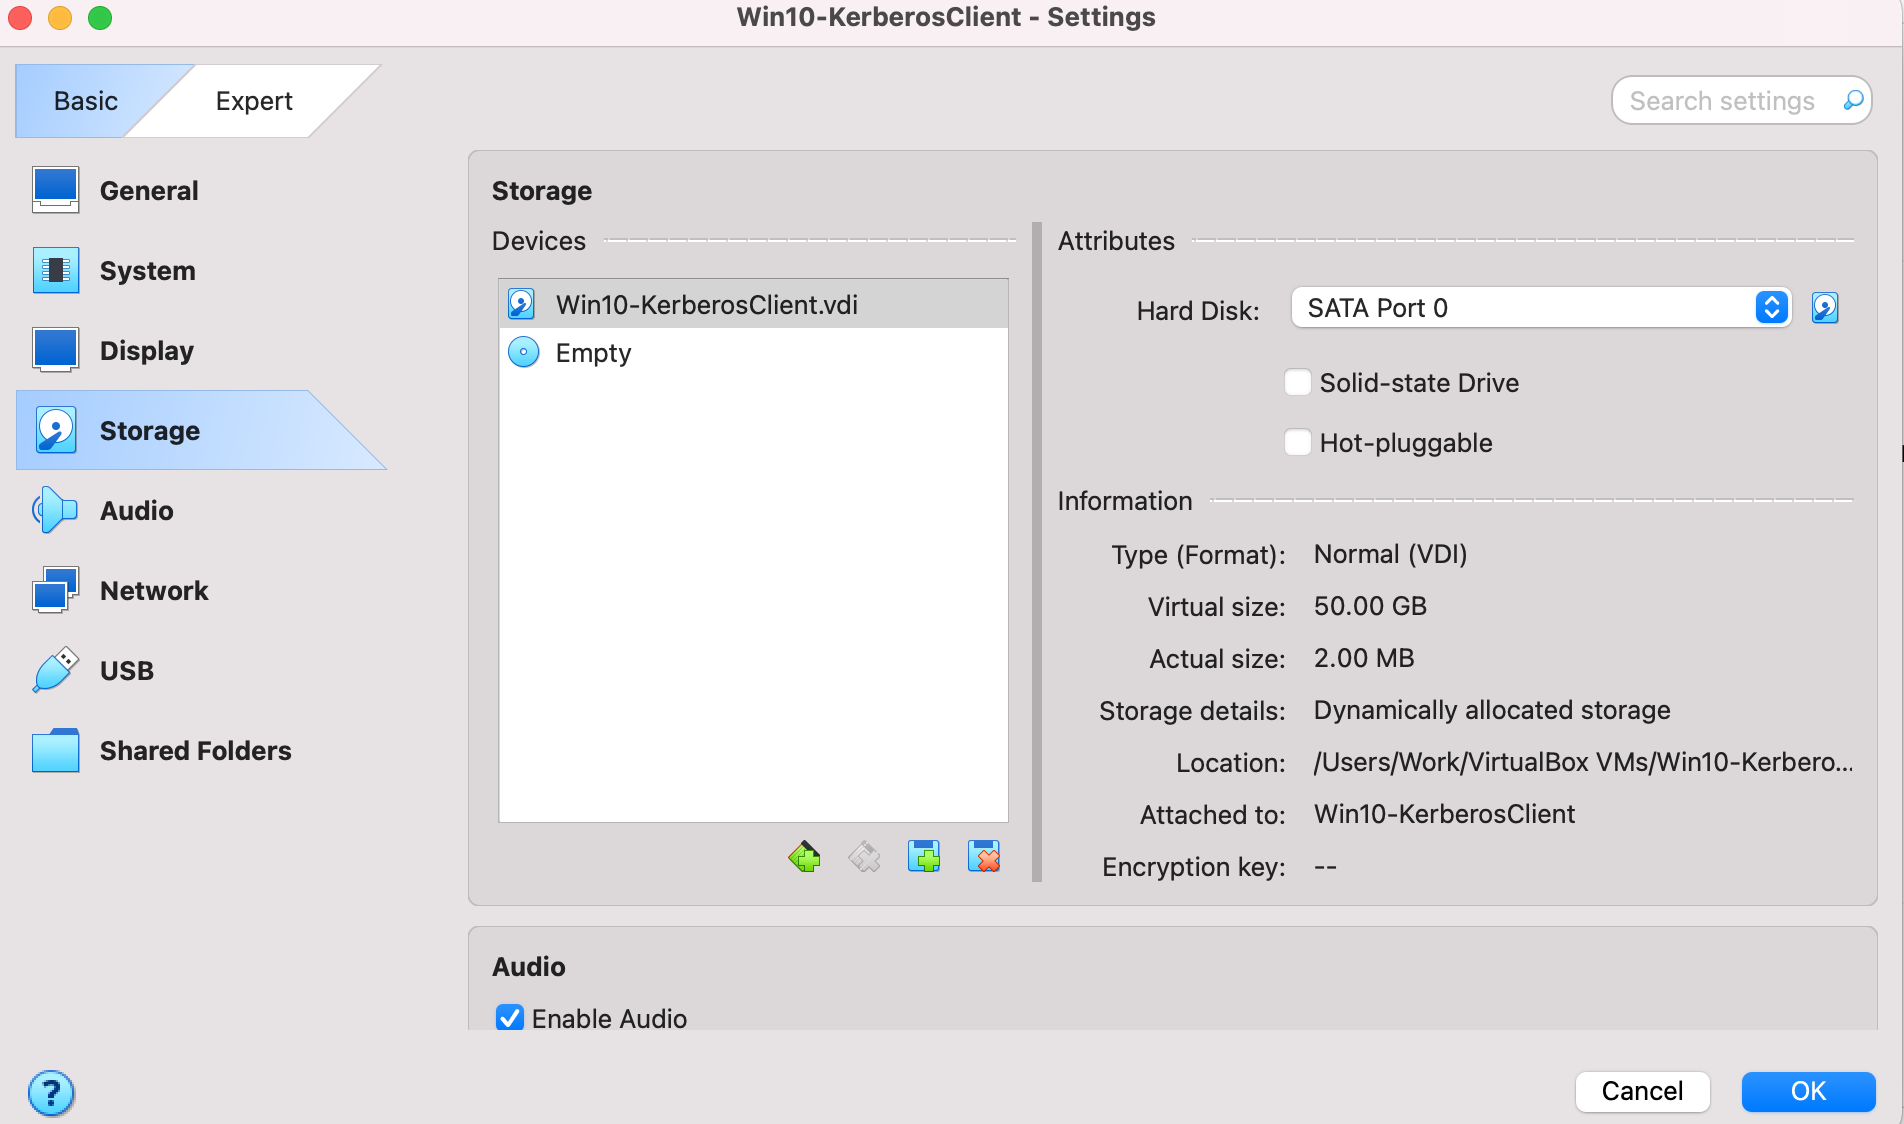 Win10-KerberosClient - Settings
Basic
Expert
Search settings
General
System
Display
Storage
Audio
Network
USB
Shared Folders
Storage
Devices
Win10-KerberosClient.vdi
Empty
Attributes
Hard Disk: SATA Port 0
Solid-state Drive
Hot-pluggable
Information
Type (Format): Normal (VDI)
Virtual size: 50.00 GB
Actual size: 2.00 MB
Storage details: Dynamically allocated storage
Location: /Users/Work/VirtualBox VMs/Win10-Kerbero...
Attached to: Win10-KerberosClient
Encryption key: --
Audio
Enable Audio
?
Cancel
OK